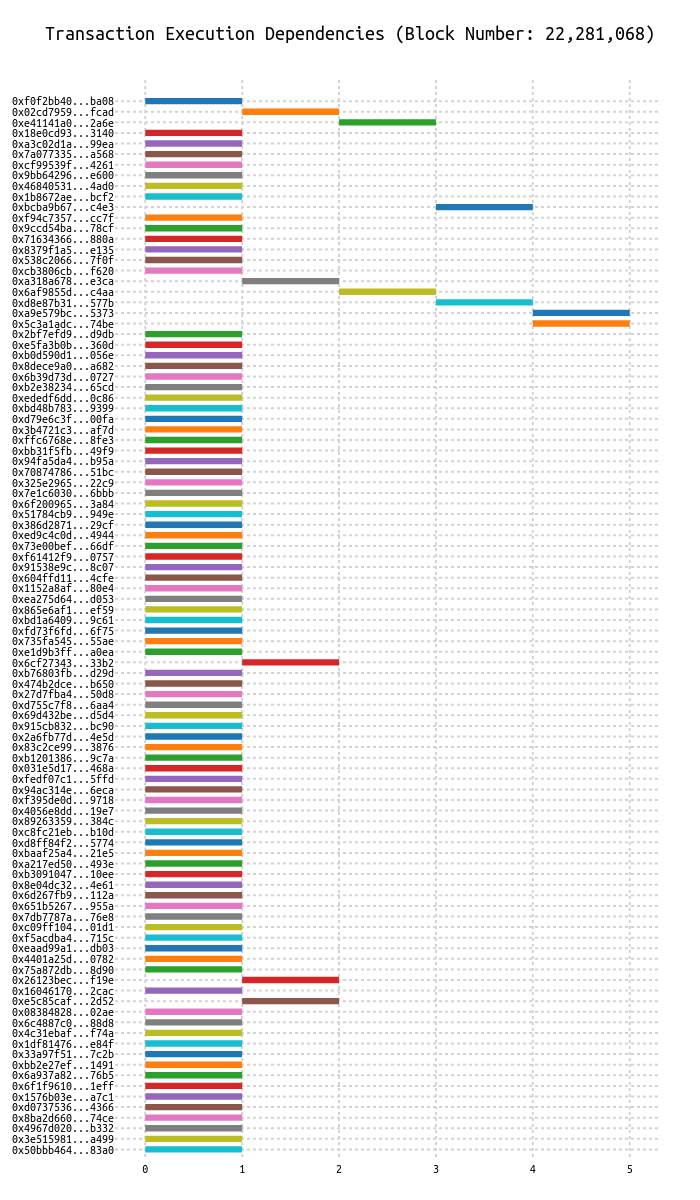 Transaction Execution Dependencies (Block Number: 22,281,068)
0xf0f2bb40...ba08
0x02cd7959...fcad
0xe41141a0...2a6e
0x18e0cd93...3140
0xa3c02d1a...99ea
0x7a077335...a568
0xcf99539f...4261
0x9bb64296...e600
0x46840531...4ad0
0x1b8672ae...bcf2
0xbcba9b67...c4e3
0xf94c7357...cc7f
0x9ccd54ba...78cf
0x71634366...880a
0x8379f1a5...e135
0x538c2066...7f0f
0xcb3806cb...f620
0xa318a678...e3ca
0x6af9855d...c4aa
0xd8e87b31...577b
0xa9e579bc...5373
0x5c3a1adc...74be
0x2bf7efd9...d9db
0xe5fa3b0b...360d
0xb0d590d1...056e
0x8dece9a0...a682
0x6b39d73d...0727
0xb2e38234...65cd
0xededf6dd...0c86
0xbd48b783...9399
0xd79e6c3f...00fa
0x3b4721c3...af7d
0xffc6768e...8fe3
0xbb31f5fb...49f9
0x94fa5da4...b95a
0x70874786...51bc
0x325e2965...22c9
0x7e1c6030...6bbb
0x6f200965...3a84
0x51784cb9...949e
0x386d2871...29cf
0xed9c4c0d...4944
0x73e00bef...66df
0xf61412f9...0757
0x91538e9c...8c07
0x604ffd11...4cfe
0x1152a8af...80e4
0xea275d64...d053
0x865e6af1...ef59
0xbd1a6409...9c61
0xfd73f6fd...6f75
0x735fa545...55ae
0xe1d9b3ff...a0ea
0x6cf27343...33b2
0xb76803fb...d29d
0x474b2dce...b650
0x27d7fba4...50d8
0xd755c7f8...6aa4
0x69d432be...d5d4
0x915cb832...bc90
0x2a6fb77d...4e5d
0x83c2ce99...3876
0xb1201386...9c7a
0x031e5d17...468a
0xfedf07c1...5ffd
0x94ac314e...6eca
0xf395de0d...9718
0x4056e8dd...19e7
0x89263359...384c
0xc8fc21eb...b10d
0xd8ff84f2...5774
0xbaaf25a4...21e5
0xa217ed50...493e
0xb3091047...10ee
0x8e04dc32...4e61
0x6d267fb9...112a
0x651b5267...955a
0x7db7787a...76e8
0xc09ff104...01d1
0xf5acdba4...715c
0xeaad99a1...db03
0x4401a25d...0782
0x75a872db...8d90
0x26123bec...f19e
0x16046170...2cac
0xe5c85caf...2d52
0x08384828...02ae
0x6c4887c0...88d8
0x4c31ebaf...f74a
0x1df81476...e84f
0x33a97f51...7c2b
0xbb2e27ef...1491
0x6a937a82...76b5
0x6f1f9610...1eff
0x1576b03e...a7c1
0xd0737536...4366
0x8ba2d660...74ce
0x4967d020...b332
0x3e515981...a499
0x50bbb464...83a0
0 1 2 3 4 5